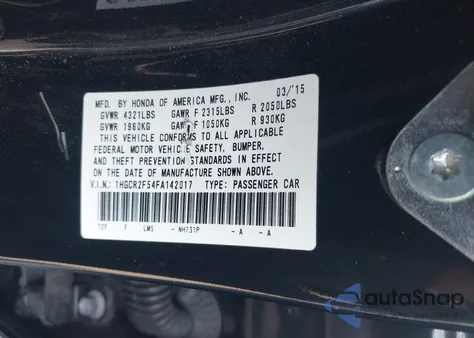 MFD. BY HONDA OF AMERICA MFG., INC. 03/'15
GVWR 4321LBS GAWR F 2315LBS R 2050LBS
GVWR 1960KG GAWR F 1050KG R 930KG
THIS VEHICLE CONFORMS TO ALL APPLICABLE
FEDERAL MOTOR VEHICLE SAFETY, BUMPER,
AND THEFT PREVENTION STANDARDS IN EFFECT
ON THE DATE OF MANUFACTURE SHOWN ABOVE.
V.I.N.: 1HGCR2F54FA142017 TYPE: PASSENGER CAR
F LM5 - NH731P -A -A
autoSnap